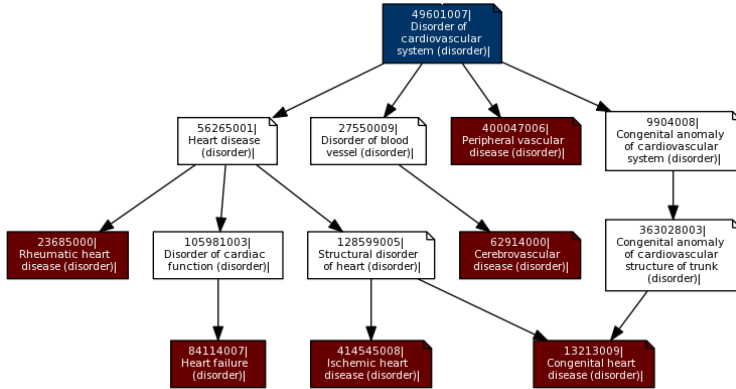 49601007|
Disorder of
cardiovascular
system (disorder)|
56265001|
Heart disease
(disorder)|
27550009|
Disorder of blood
vessel (disorder)|
400047006|
Peripheral vascular
disease (disorder)|
9904008|
Congenital anomaly
of cardiovascular
system (disorder)|
23685000|
Rheumatic heart
disease (disorder)|
105981003|
Disorder of cardiac
function (disorder)|
128599005|
Structural disorder
of heart (disorder)|
62914000|
Cerebrovascular
disease (disorder)|
363028003|
Congenital anomaly
of cardiovascular
structure of trunk
(disorder)|
84114007|
Heart failure
(disorder)|
414545008|
Ischemic heart
disease (disorder)|
13213009|
Congenital heart
disease (disorder)|